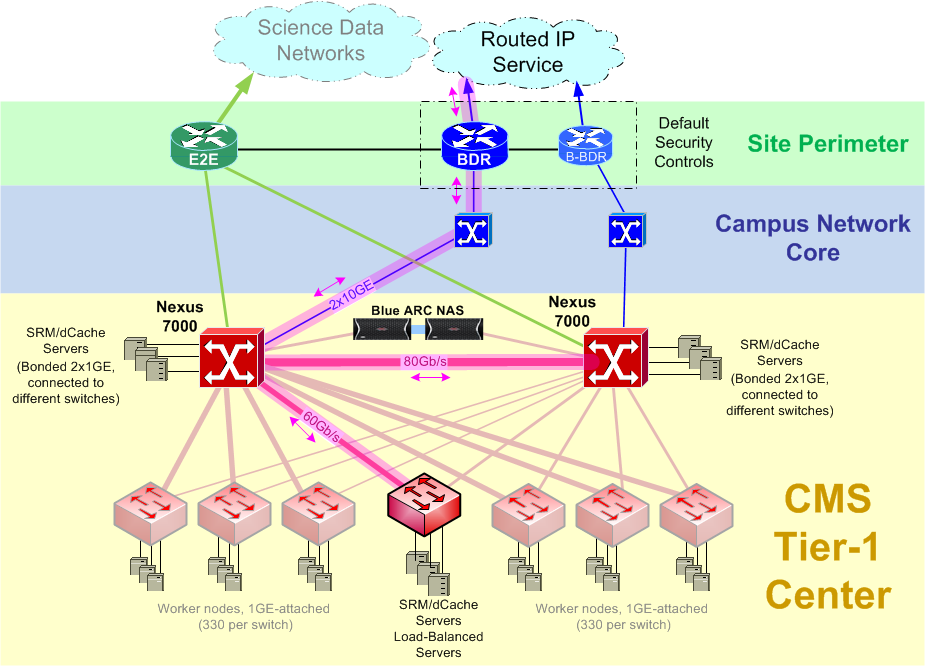 Science Data
Networks
Routed IP
Service
E2E
BDR
B-BDR
Default
Security
Controls
Site Perimeter
Campus Network
Core
2x10GE
Nexus
7000
Blue ARC NAS
Nexus
7000
SRM/dCache
Servers
(Bonded 2x1GE,
connected to
different switches)
80Gb/s
SRM/dCache
Servers
(Bonded 2x1GE,
connected to
different switches)
60Gb/s
CMS
Tier-1
Center
Worker nodes, 1GE-attached
(330 per switch)
SRM/dCache
Servers
Load-Balanced
Servers
Worker nodes, 1GE-attached
(330 per switch)